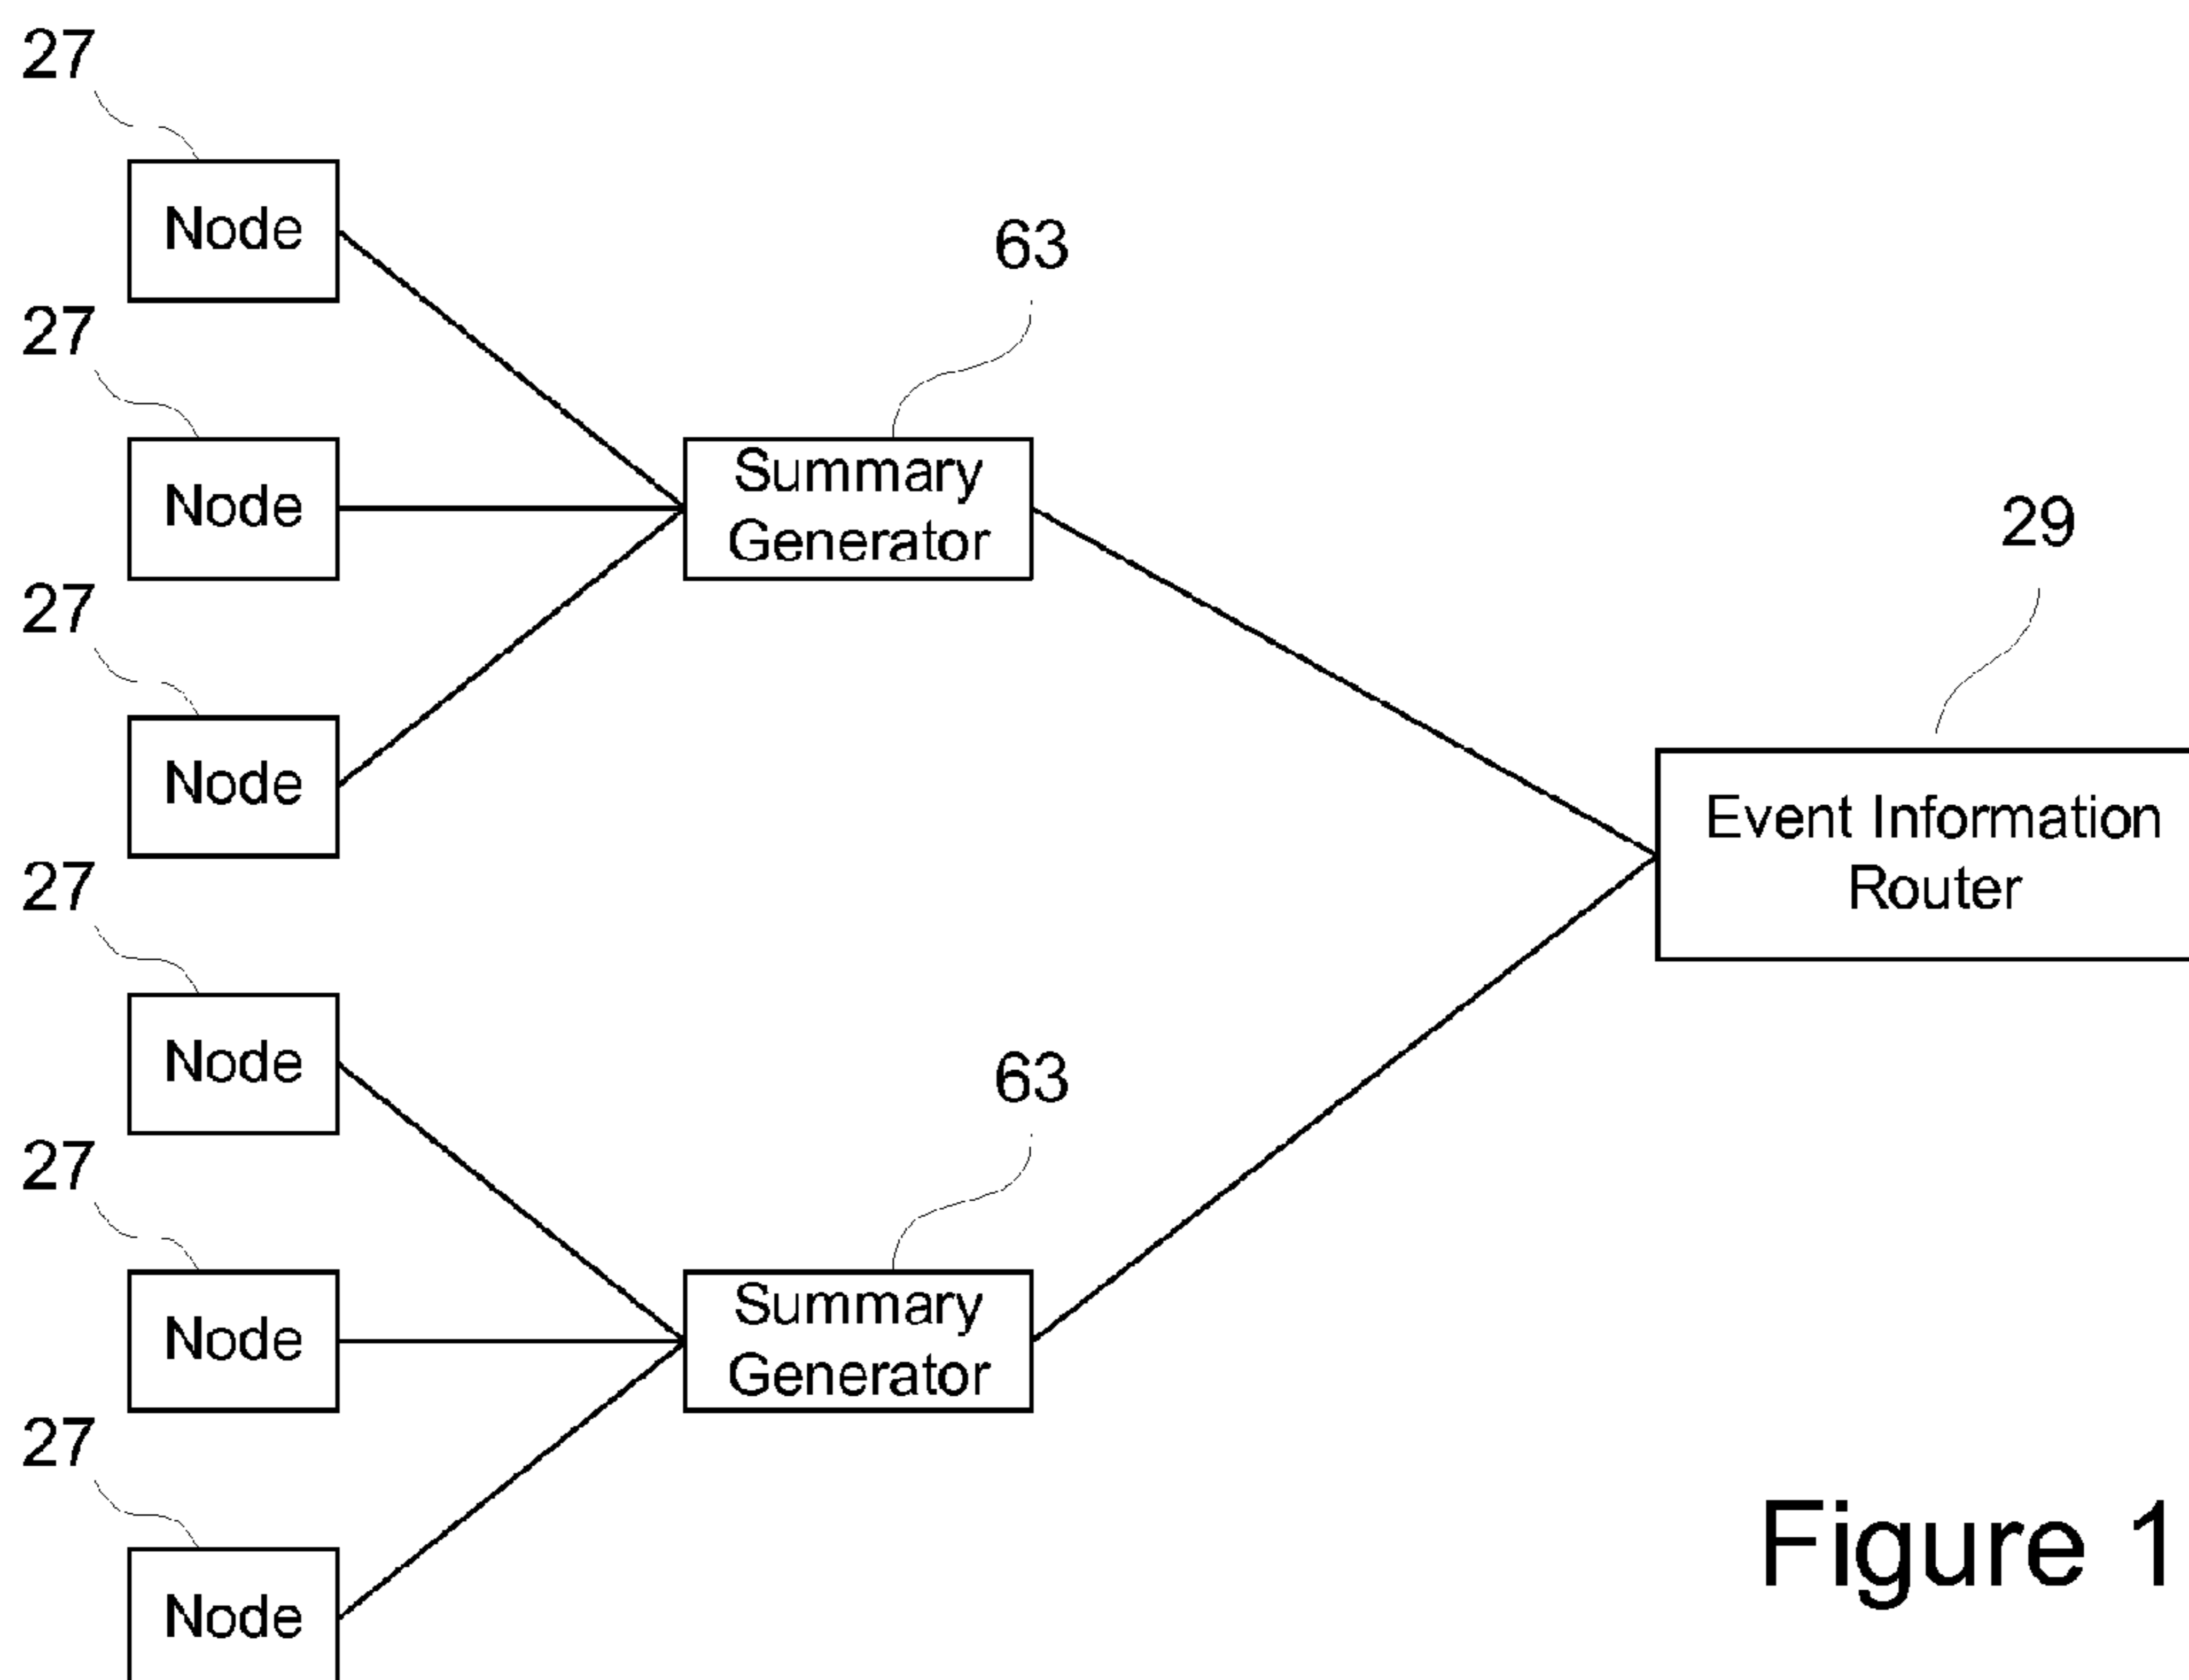 27
Node
63
27
Node
Summary
Generator
29
27
Node
Event Information
Router
27
Node
63
27
Node
Summary
Generator
27
Node
Figure 1